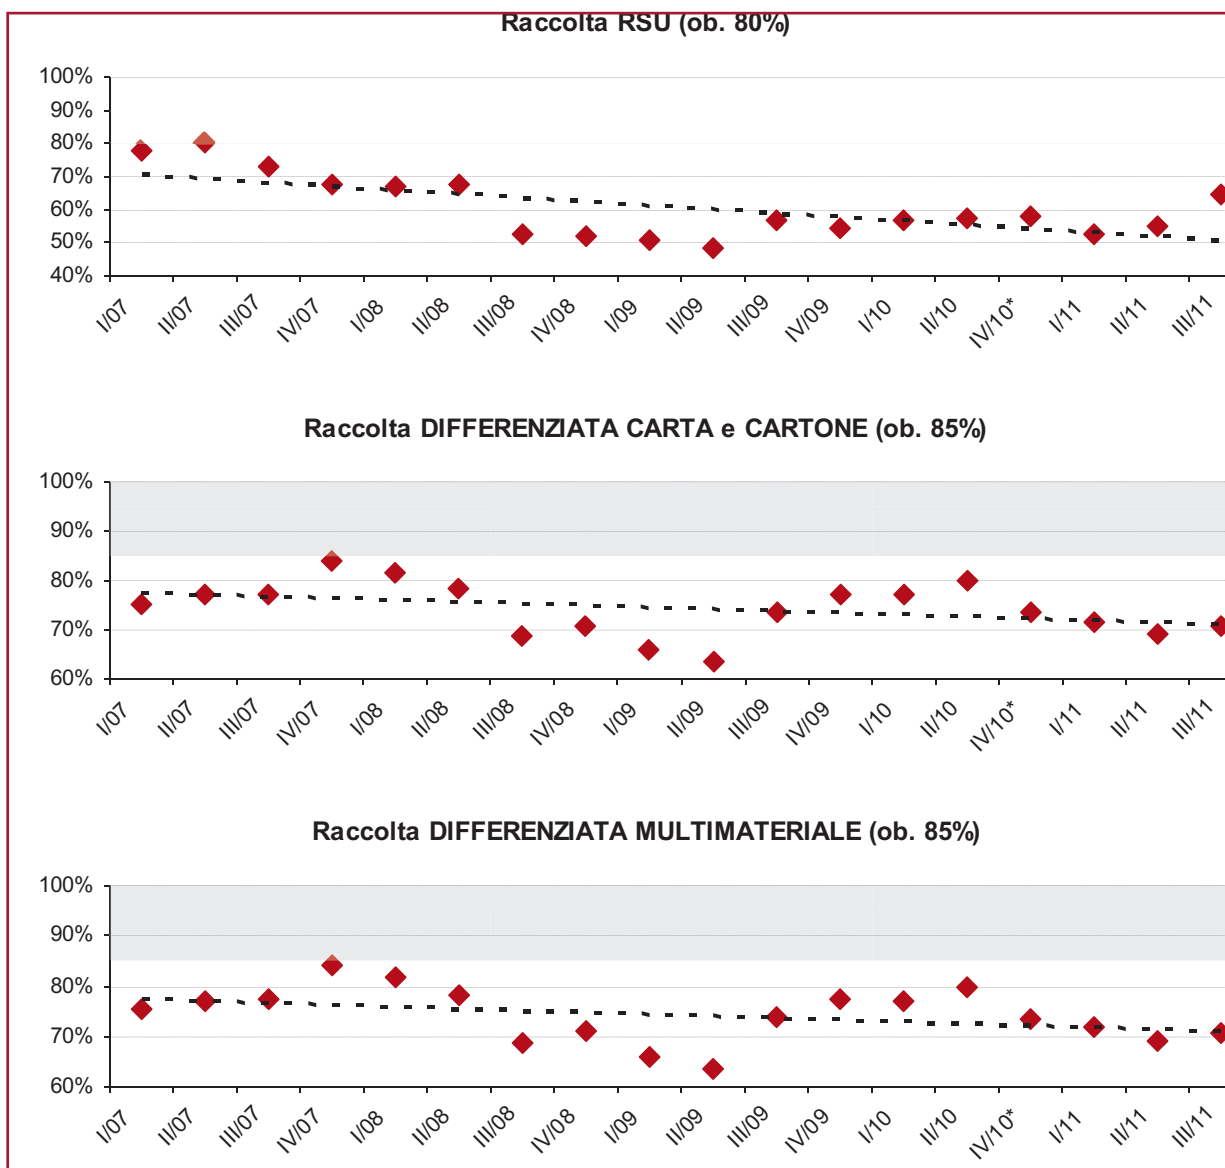 Raccolta RSU (ob. 80%)
100%
90%
80%
70%
60%
50%
40%
I/07 II/07 III/07 IV/07 I/08 II/08 III/08 IV/08 I/09 II/09 III/09 IV/09 I/10 II/10 IV/10* I/11 II/11 III/11
Raccolta DIFFERENZIATA CARTA e CARTONE (ob. 85%)
100%
90%
80%
70%
60%
I/07 II/07 III/07 IV/07 I/08 II/08 III/08 IV/08 I/09 II/09 III/09 IV/09 I/10 II/10 IV/10* I/11 II/11 III/11
Raccolta DIFFERENZIATA MULTIMATERIALE (ob. 85%)
100%
90%
80%
70%
60%
I/07 II/07 III/07 IV/07 I/08 II/08 III/08 IV/08 I/09 II/09 III/09 IV/09 I/10 II/10 IV/10* I/11 II/11 III/11